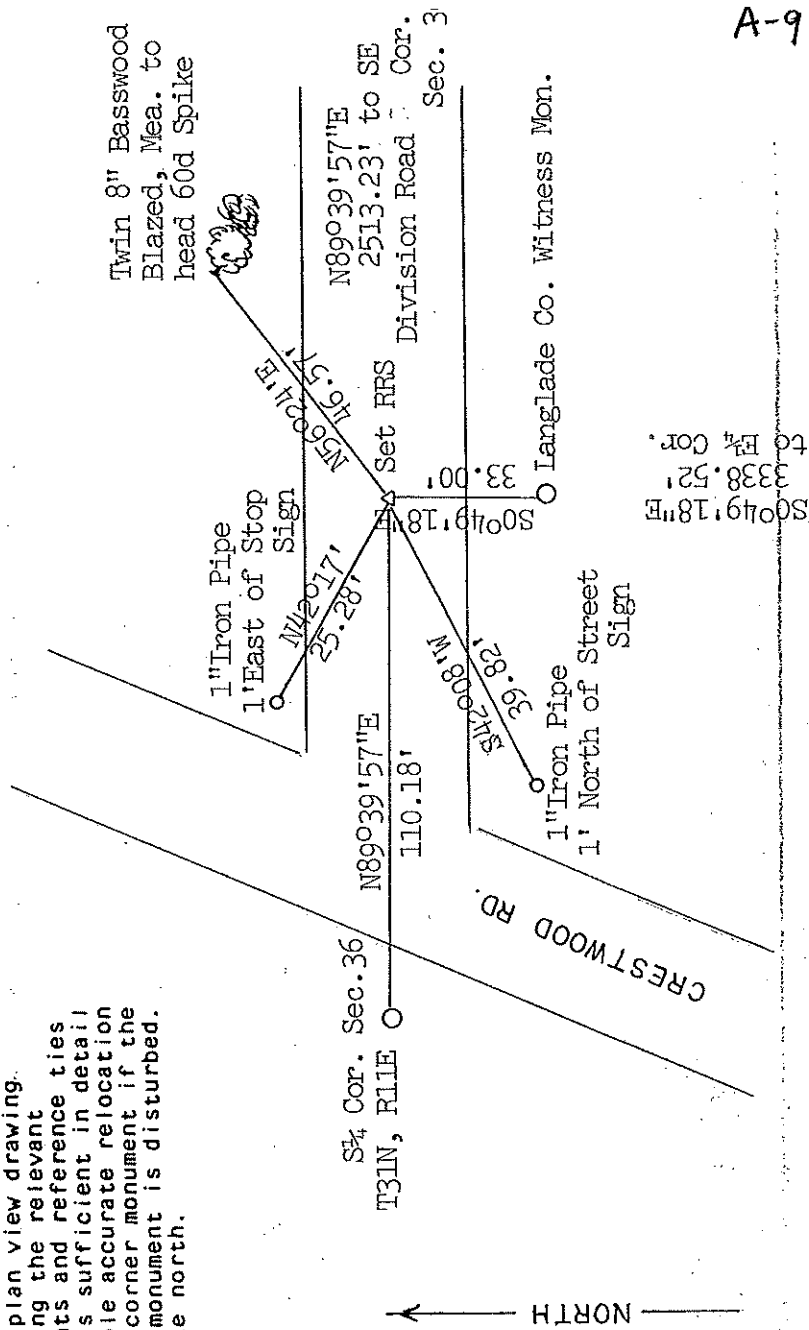 A-9
plan view drawing
ng the relevant
ts and reference ties
s sufficient in detail
le accurate relocation
corner monument if the
monument is disturbed.
e north.
Twin 8" Basswood
Blazed, Mea. to
head 60d Spike
N89°39'57"E
2513.23' to SE
Division Road Cor.
Sec. 3
1"Iron Pipe
1'East of Stop
Sign
N56°24'E
46.57'
N42°17'
25.28'
Set RRS
S0°49'18"E
33.00'
Langlade Co. Witness Mon.
S¼ Cor. Sec.36
T31N, R11E
N89°39'57"E
110.18'
S42°08'W
39.82'
1"Iron Pipe
1' North of Street
Sign
CRESTWOOD RD.
S0°49'18"E
3338.52'
to E¼ Cor.
NORTH